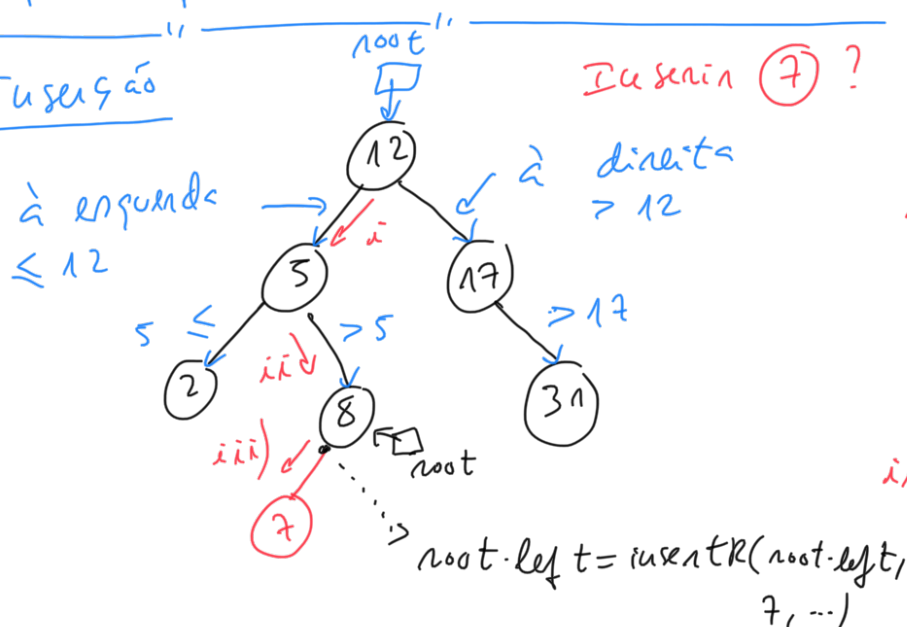 root
Inserção
Inserir 7 ?
12
à esquerda
≤ 12
à direita
> 12
i
5
17
5 ≤
> 5
> 17
ii
2
8
31
iii)
root
7
root.left = insertR(root.left,
7, ...)